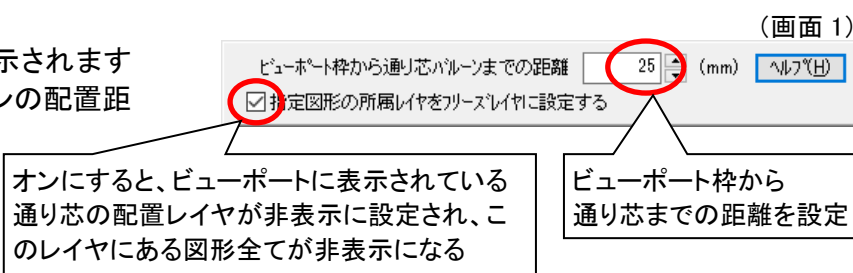 (画面 1)
示されます
ンの配置距
ビューポート枠から通り芯バルーンまでの距離 25 (mm) ヘルプ(H)
指定図形の所属レイヤをフリーズレイヤに設定する
オンにすると、ビューポートに表示されている
通り芯の配置レイヤが非表示に設定され、こ
のレイヤにある図形全てが非表示になる
ビューポート枠から
通り芯までの距離を設定